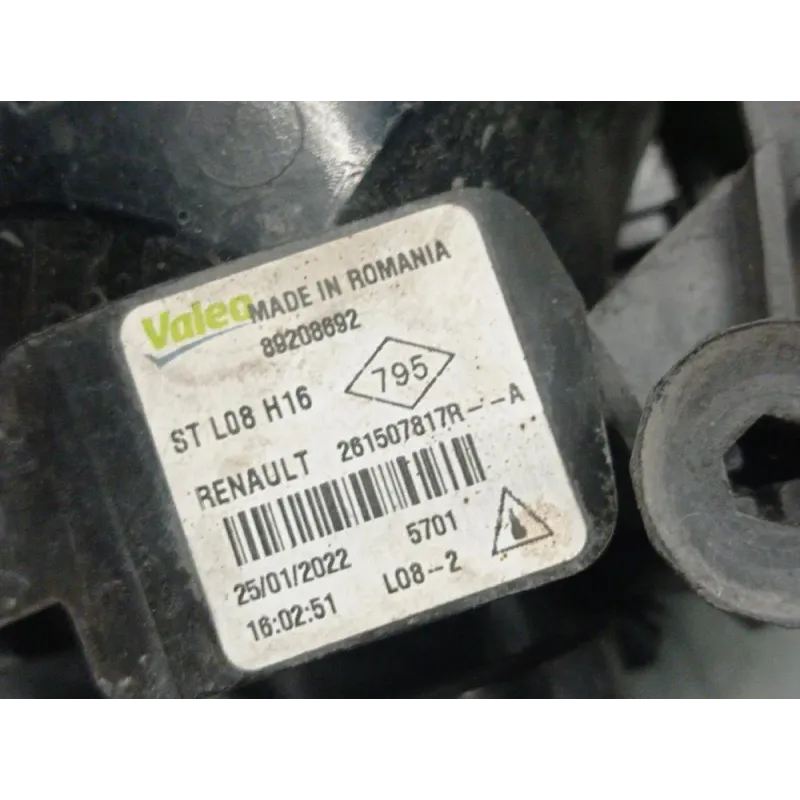 Valeo MADE IN ROMANIA
89208692
ST L08 H16 795
RENAULT 261507817R--A
5701
25/01/2022 L08-2
16:02:51